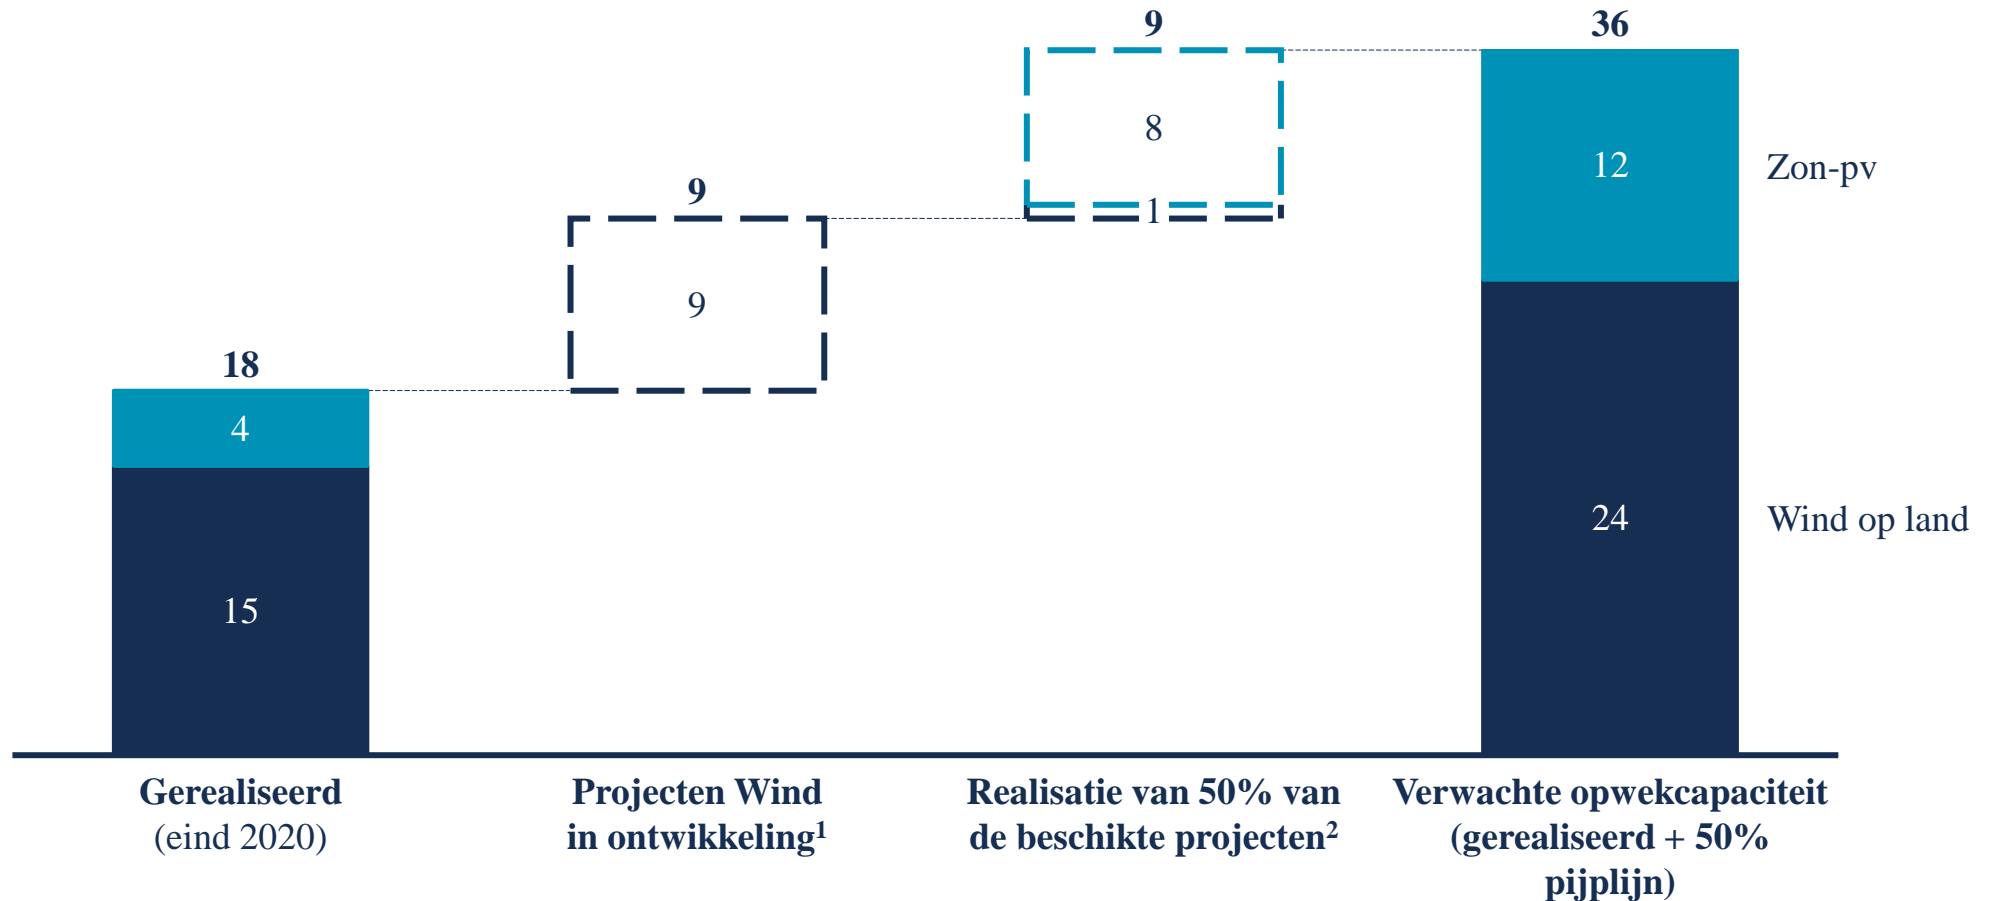 9
36
8
12
Zon-pv
9
1
9
18
4
24
Wind op land
15
Gerealiseerd
(eind 2020)
Projecten Wind
in ontwikkeling¹
Realisatie van 50% van
de beschikte projecten²
Verwachte opwekcapaciteit
(gerealiseerd + 50%
pijplijn)